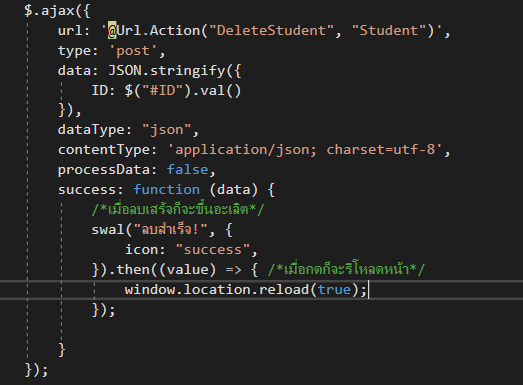 $.ajax({
url: '@Url.Action("DeleteStudent", "Student")',
type: 'post',
data: JSON.stringify({
ID: $("#ID").val()
}),
dataType: "json",
contentType: 'application/json; charset=utf-8',
processData: false,
success: function (data) {
/*เมื่อลบเสร้จก็จะขึ้นอะเลิต*/
swal("ลบสำเร็จ!", {
icon: "success",
}).then((value) => { /*เมื่อกดก็จะรีโหลดหน้า*/
window.location.reload(true);
});
}
});